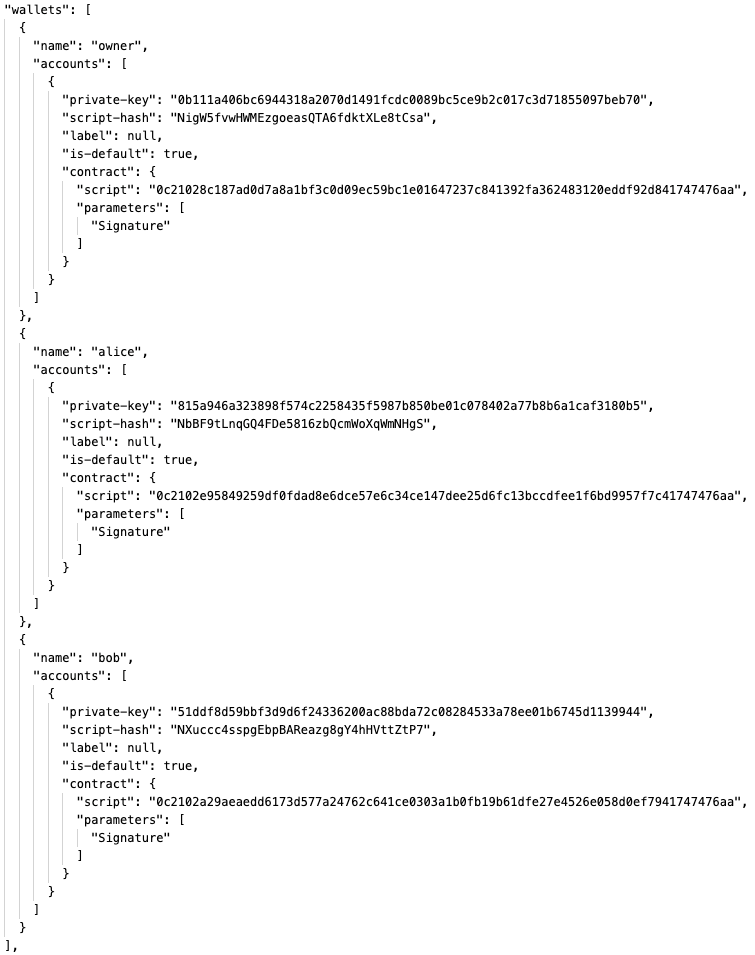 "wallets": [
{
"name": "owner",
"accounts": [
{
"private-key": "0b111a406bc6944318a2070d1491fcdc0089bc5ce9b2c017c3d71855097beb70",
"script-hash": "NigW5fvwHWMEzgoeasQTA6fdktXLe8tCsa",
"label": null,
"is-default": true,
"contract": {
"script": "0c21028c187ad0d7a8a1bf3c0d09ec59bc1e01647237c841392fa362483120eddf92d841747476aa",
"parameters": [
"Signature"
]
}
}
]
},
{
"name": "alice",
"accounts": [
{
"private-key": "815a946a323898f574c2258435f5987b850be01c078402a77b8b6a1caf3180b5",
"script-hash": "NbBF9tLnqGQ4FDe5816zbQcmWoXqWmNHgS",
"label": null,
"is-default": true,
"contract": {
"script": "0c2102e95849259df0fdad8e6dce57e6c34ce147dee25d6fc13bccdfee1f6bd9957f7c41747476aa",
"parameters": [
"Signature"
]
}
}
]
},
{
"name": "bob",
"accounts": [
{
"private-key": "51ddf8d59bbf3d9d6f24336200ac88bda72c08284533a78ee01b6745d1139944",
"script-hash": "NXuccc4sspgEbpBAReazg8gY4hHVttZtP7",
"label": null,
"is-default": true,
"contract": {
"script": "0c2102a29aeaedd6173d577a24762c641ce0303a1b0fb19b61dfe27e4526e058d0ef7941747476aa",
"parameters": [
"Signature"
]
}
}
]
}
],